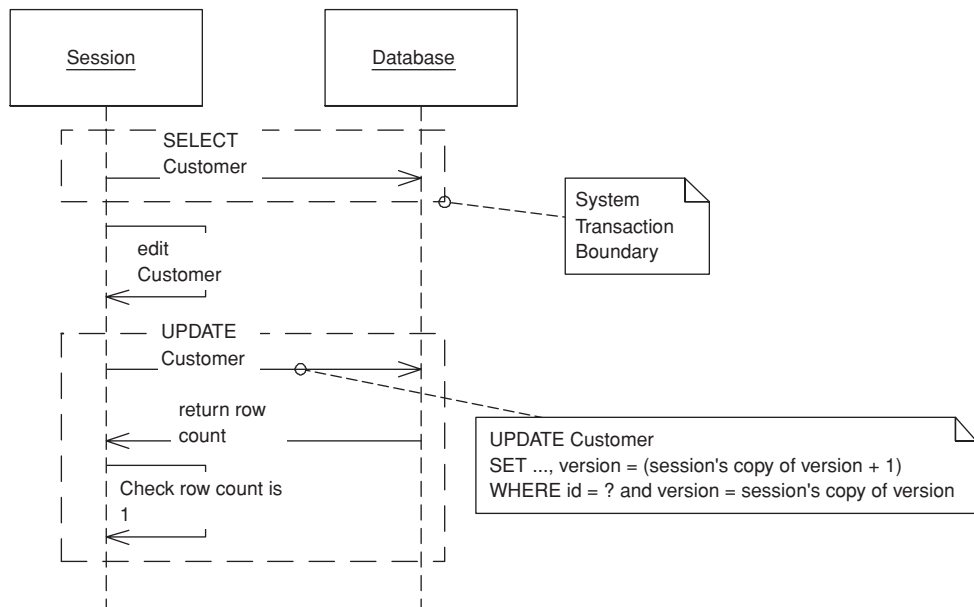 Session
Database
SELECT
Customer
System
Transaction
Boundary
edit
Customer
UPDATE
Customer
return row
count
UPDATE Customer
SET ..., version = (session's copy of version + 1)
WHERE id = ? and version = session's copy of version
Check row count is
1